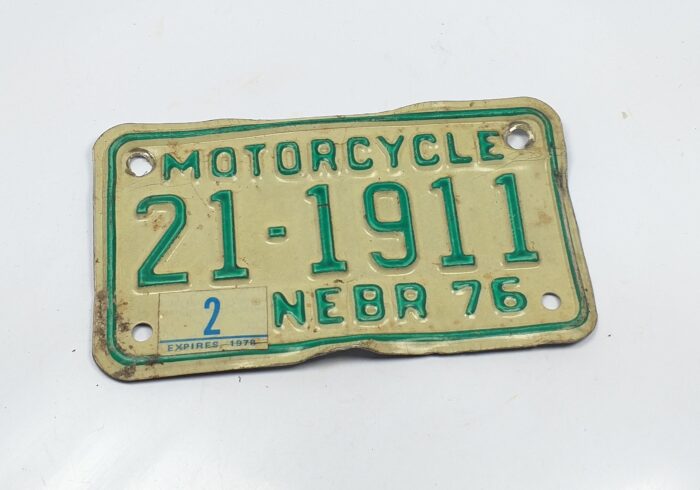 MOTORCYCLE
21-1911
2 NEBR 76
EXPIRES, 1978